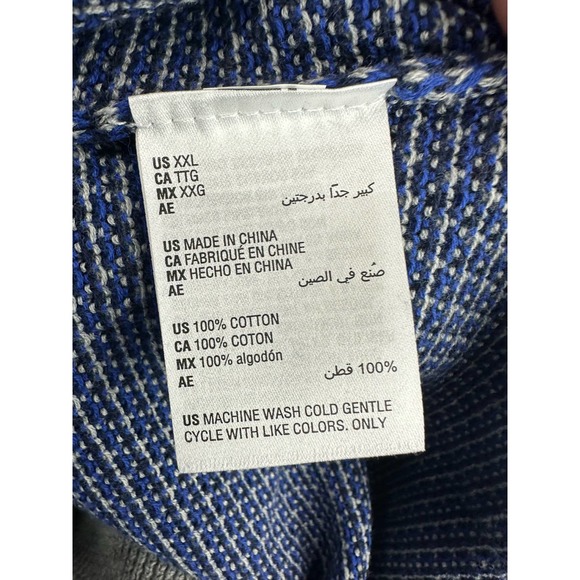 US XXL
CA TTG
MX XXG
AE كبير جدًا بدرجتين
US MADE IN CHINA
CA FABRIQUÉ EN CHINE
MX HECHO EN CHINA
AE صُنع في الصين
US 100% COTTON
CA 100% COTON
MX 100% algodón
AE 100% قطن
US MACHINE WASH COLD GENTLE
CYCLE WITH LIKE COLORS. ONLY